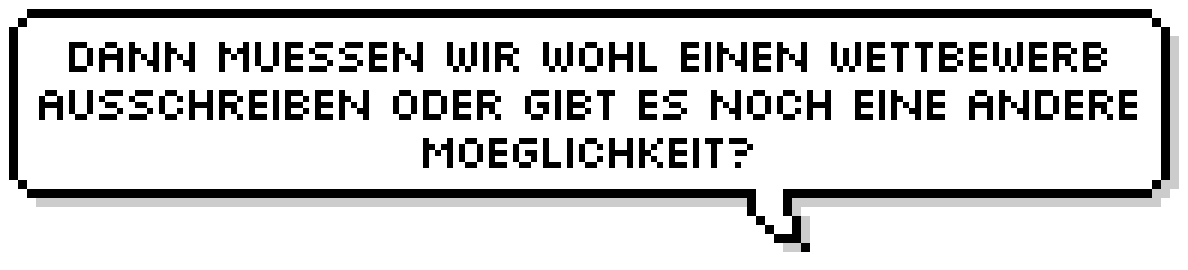 DANN MUESSEN WIR WOHL EINEN WETTBEWERB
AUSSCHREIBEN ODER GIBT ES NOCH EINE ANDERE
MOEGLICHKEIT?